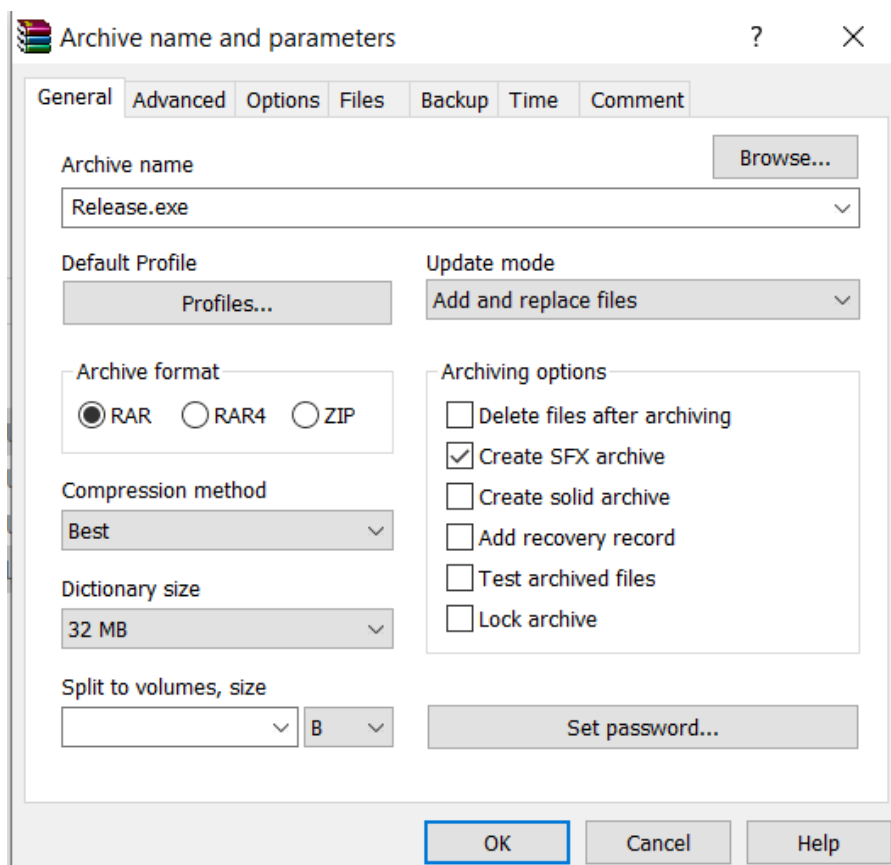 Archive name and parameters
General Advanced Options Files Backup Time Comment
Archive name
Browse...
Release.exe
Default Profile
Profiles...
Update mode
Add and replace files
Archive format
RAR RAR4 ZIP
Compression method
Best
Dictionary size
32 MB
Split to volumes, size
B
Archiving options
Delete files after archiving
Create SFX archive
Create solid archive
Add recovery record
Test archived files
Lock archive
Set password...
OK Cancel Help